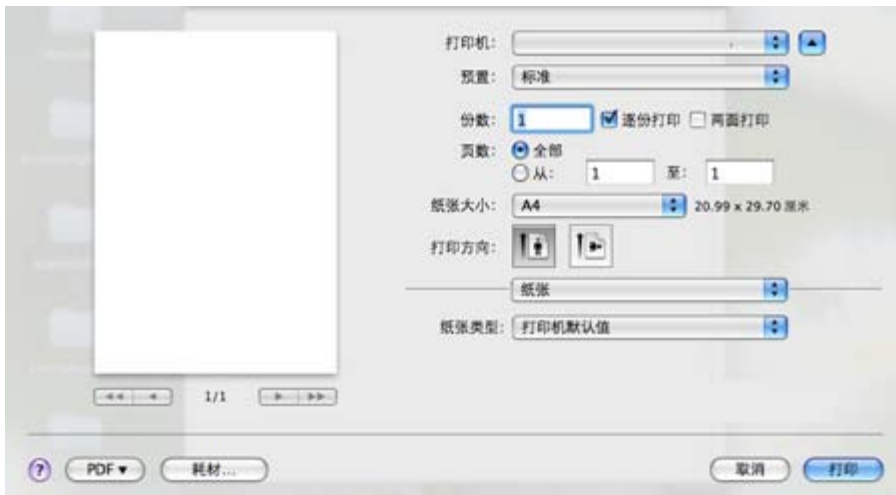 打印机:
预置: 标准
份数: 1 逐份打印 两面打印
页数: 全部
从: 1 至: 1
纸张大小: A4 20.99 x 29.70 厘米
打印方向:
纸张
纸张类型: 打印机默认值
1/1
? PDF 耗材... 取消 打印